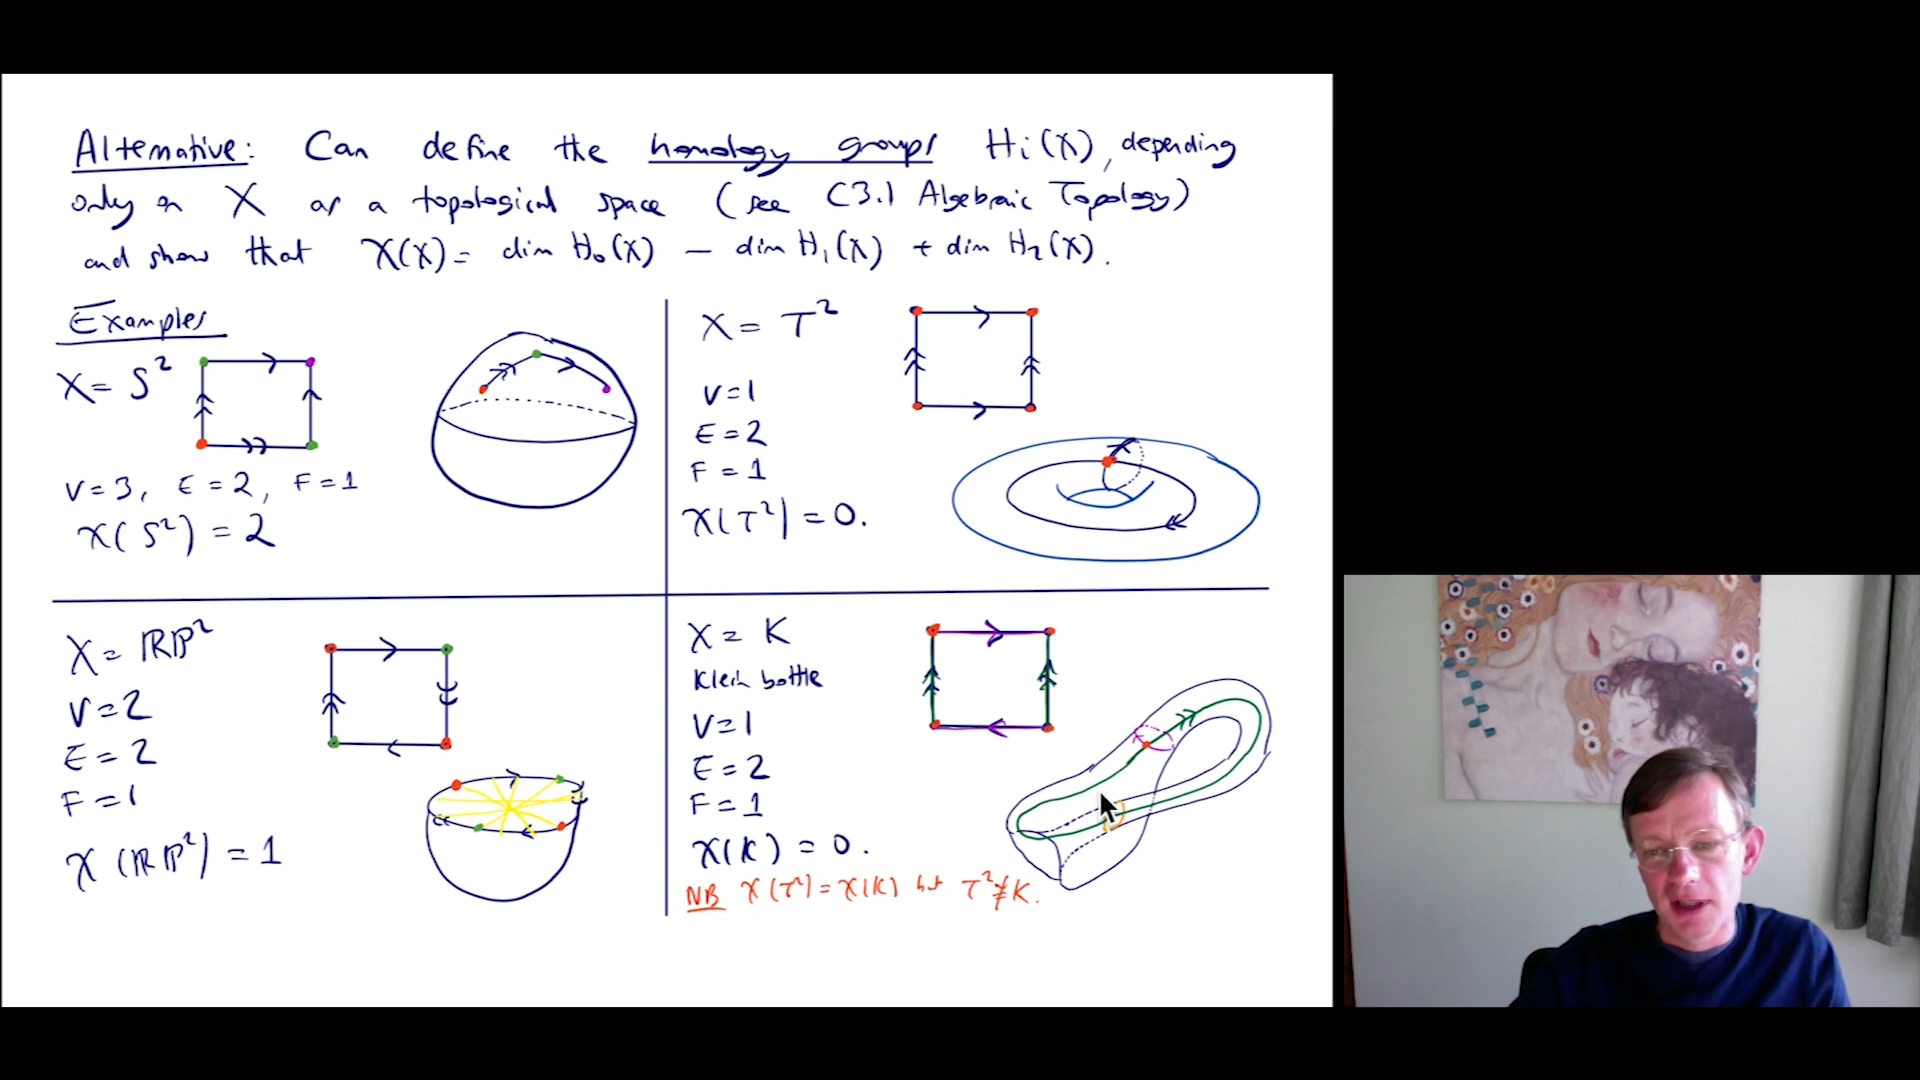 Alternative: Can define the homology groups Hi(X), depending
only on X as a topological space (see C3.1 Algebraic Topology)
and show that χ(X) = dim H₀(X) − dim H₁(X) + dim H₂(X).
Examples
X = S²
V=3, E=2, F=1
χ(S²) = 2
X = T²
V=1
E=2
F=1
χ(T²) = 0.
X = RP²
V=2
E=2
F=1
χ(RP²) = 1
X = K
Klein bottle
V=1
E=2
F=1
χ(K) = 0.
NB χ(T²) = χ(K) but T² ≇ K.